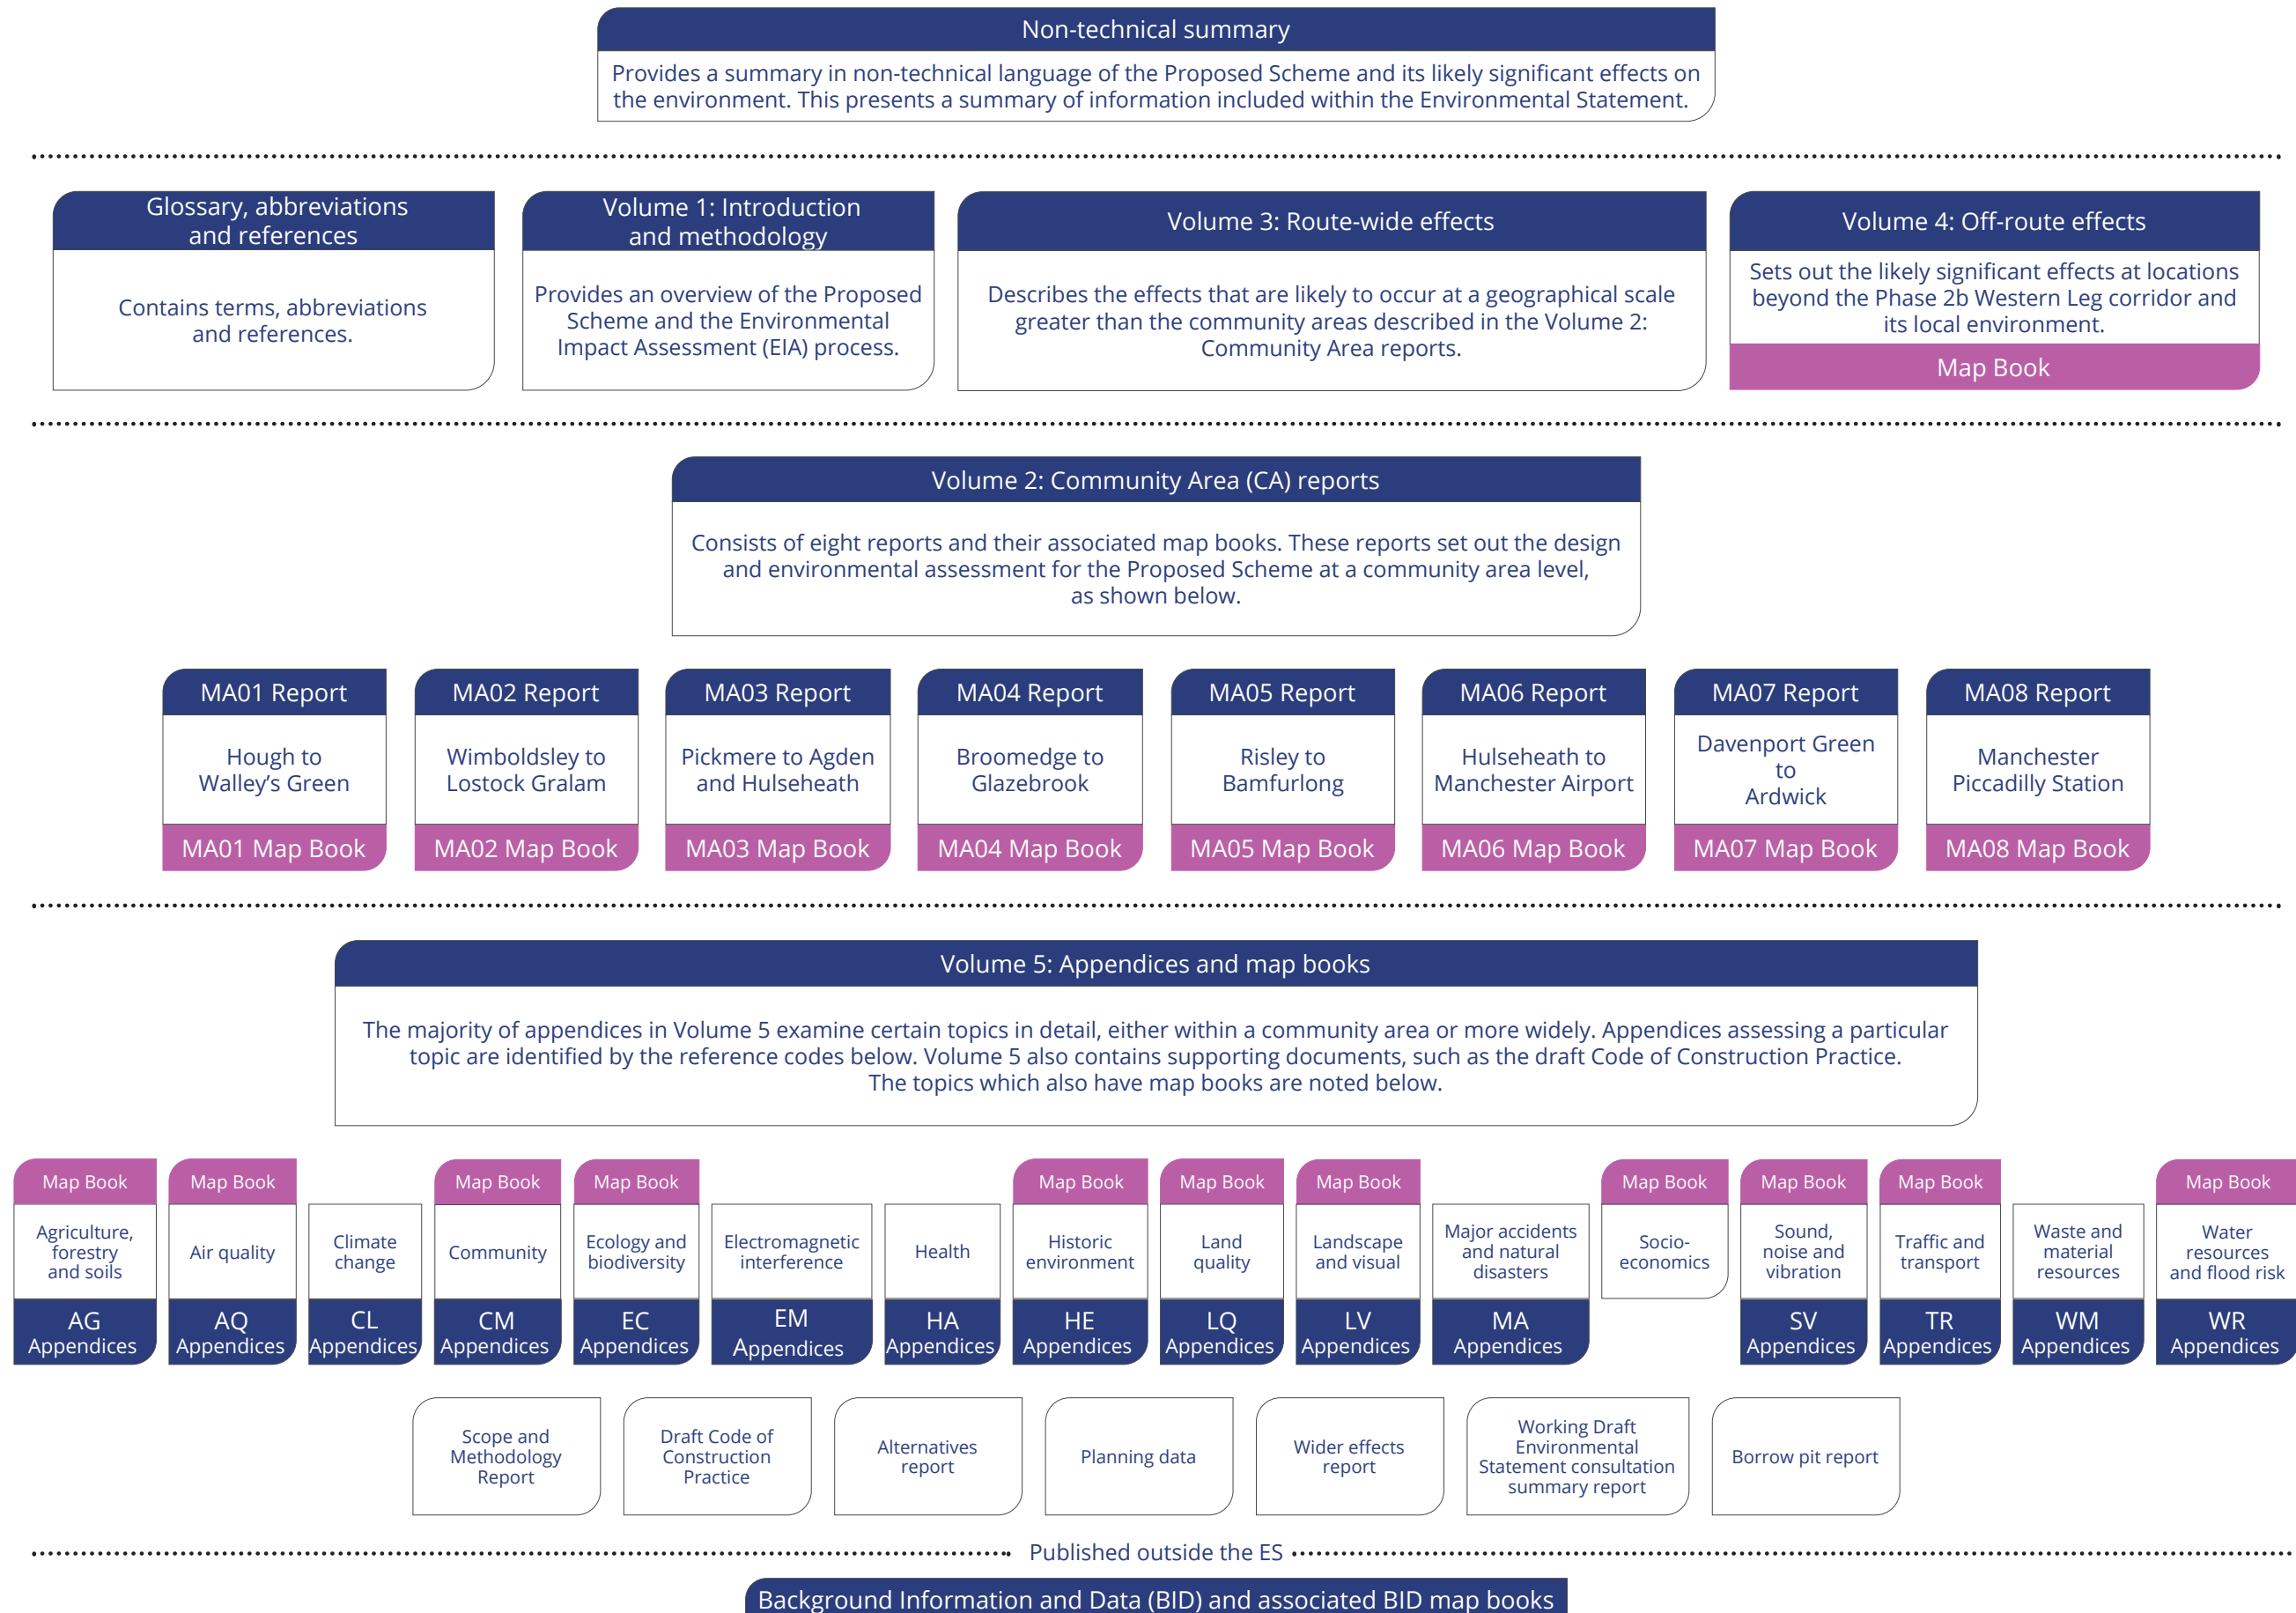 Non-technical summary
Provides a summary in non-technical language of the Proposed Scheme and its likely significant effects on
the environment. This presents a summary of information included within the Environmental Statement.
Glossary, abbreviations
and references
Contains terms, abbreviations
and references.
Volume 1: Introduction
and methodology
Provides an overview of the Proposed
Scheme and the Environmental
Impact Assessment (EIA) process.
Volume 3: Route-wide effects
Describes the effects that are likely to occur at a geographical scale
greater than the community areas described in the Volume 2:
Community Area reports.
Volume 4: Off-route effects
Sets out the likely significant effects at locations
beyond the Phase 2b Western Leg corridor and
its local environment.
Map Book
Volume 2: Community Area (CA) reports
Consists of eight reports and their associated map books. These reports set out the design
and environmental assessment for the Proposed Scheme at a community area level,
as shown below.
MA01 Report
Hough to
Walley’s Green
MA01 Map Book
MA02 Report
Wimboldsley to
Lostock Gralam
MA02 Map Book
MA03 Report
Pickmere to Agden
and Hulseheath
MA03 Map Book
MA04 Report
Broomedge to
Glazebrook
MA04 Map Book
MA05 Report
Risley to
Bamfurlong
MA05 Map Book
MA06 Report
Hulseheath to
Manchester Airport
MA06 Map Book
MA07 Report
Davenport Green
to
Ardwick
MA07 Map Book
MA08 Report
Manchester
Piccadilly Station
MA08 Map Book
Volume 5: Appendices and map books
The majority of appendices in Volume 5 examine certain topics in detail, either within a community area or more widely. Appendices assessing a particular
topic are identified by the reference codes below. Volume 5 also contains supporting documents, such as the draft Code of Construction Practice.
The topics which also have map books are noted below.
Map Book
Agriculture,
forestry
and soils
AG
Appendices
Map Book
Air quality
AQ
Appendices
Climate
change
CL
Appendices
Map Book
Community
CM
Appendices
Map Book
Ecology and
biodiversity
EC
Appendices
Electromagnetic
interference
EM
Appendices
Health
HA
Appendices
Map Book
Historic
environment
HE
Appendices
Map Book
Land
quality
LQ
Appendices
Map Book
Landscape
and visual
LV
Appendices
Major accidents
and natural
disasters
MA
Appendices
Map Book
Socio-
economics
Map Book
Sound,
noise and
vibration
SV
Appendices
Map Book
Traffic and
transport
TR
Appendices
Waste and
material
resources
WM
Appendices
Map Book
Water
resources
and flood risk
WR
Appendices
Scope and
Methodology
Report
Draft Code of
Construction
Practice
Alternatives
report
Planning data
Wider effects
report
Working Draft
Environmental
Statement consultation
summary report
Borrow pit report
Published outside the ES
Background Information and Data (BID) and associated BID map books